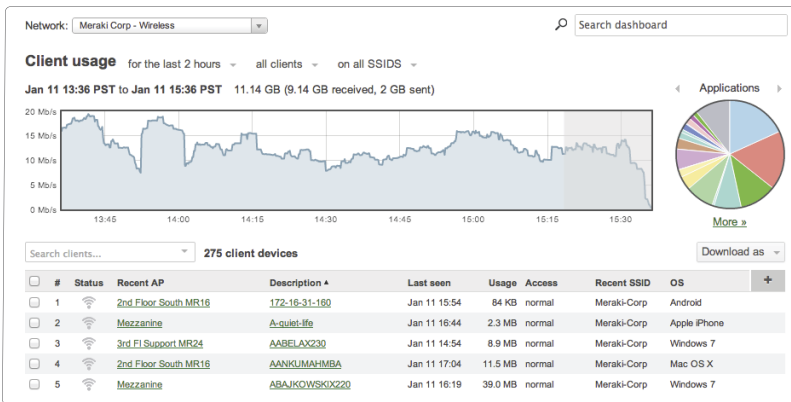 Network: Meraki Corp - Wireless
Search dashboard
Client usage for the last 2 hours all clients on all SSIDS
Jan 11 13:36 PST to Jan 11 15:36 PST 11.14 GB (9.14 GB received, 2 GB sent)
Applications
20 Mb/s
15 Mb/s
10 Mb/s
5 Mb/s
0 Mb/s
13:45 14:00 14:15 14:30 14:45 15:00 15:15 15:30
More »
Search clients... 275 client devices Download as
# Status Recent AP Description Last seen Usage Access Recent SSID OS +
1 2nd Floor South MR16 172-16-31-160 Jan 11 15:54 84 KB normal Meraki-Corp Android
2 Mezzanine A-quiet-life Jan 11 16:44 2.3 MB normal Meraki-Corp Apple iPhone
3 3rd Fl Support MR24 AABELAX230 Jan 11 14:54 8.9 MB normal Meraki-Corp Windows 7
4 2nd Floor South MR16 AANKUMAHMBA Jan 11 17:04 11.5 MB normal Meraki-Corp Mac OS X
5 Mezzanine ABAJKOWSKIX220 Jan 11 16:19 39.0 MB normal Meraki-Corp Windows 7